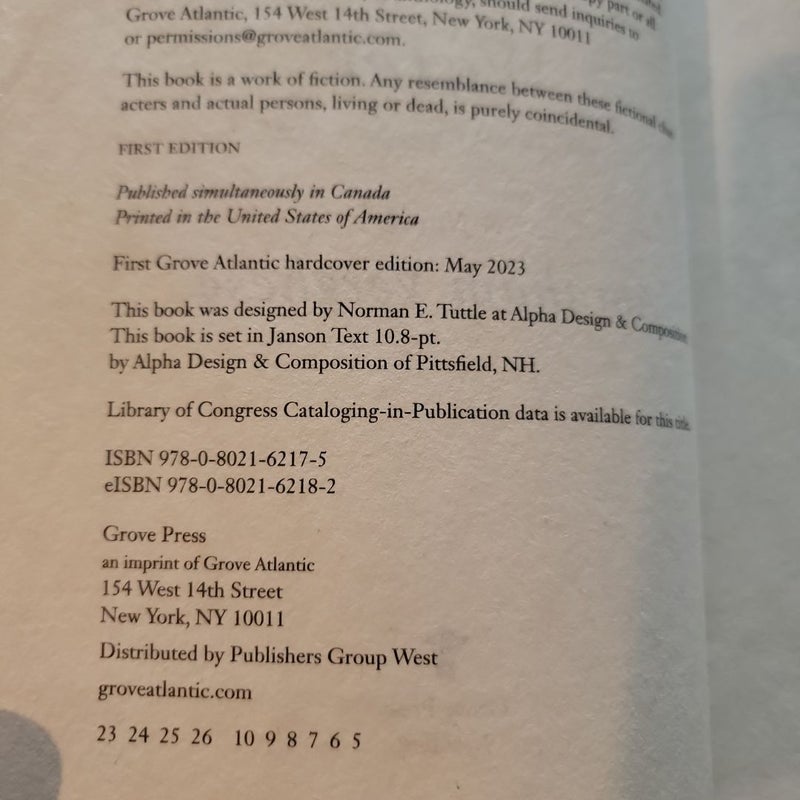 should send inquiries to
Grove Atlantic, 154 West 14th Street, New York, NY 10011
or permissions@groveatlantic.com.
This book is a work of fiction. Any resemblance between these fictional char-
acters and actual persons, living or dead, is purely coincidental.
FIRST EDITION
Published simultaneously in Canada
Printed in the United States of America
First Grove Atlantic hardcover edition: May 2023
This book was designed by Norman E. Tuttle at Alpha Design & Composition
This book is set in Janson Text 10.8-pt.
by Alpha Design & Composition of Pittsfield, NH.
Library of Congress Cataloging-in-Publication data is available for this title.
ISBN 978-0-8021-6217-5
eISBN 978-0-8021-6218-2
Grove Press
an imprint of Grove Atlantic
154 West 14th Street
New York, NY 10011
Distributed by Publishers Group West
groveatlantic.com
23 24 25 26 10 9 8 7 6 5